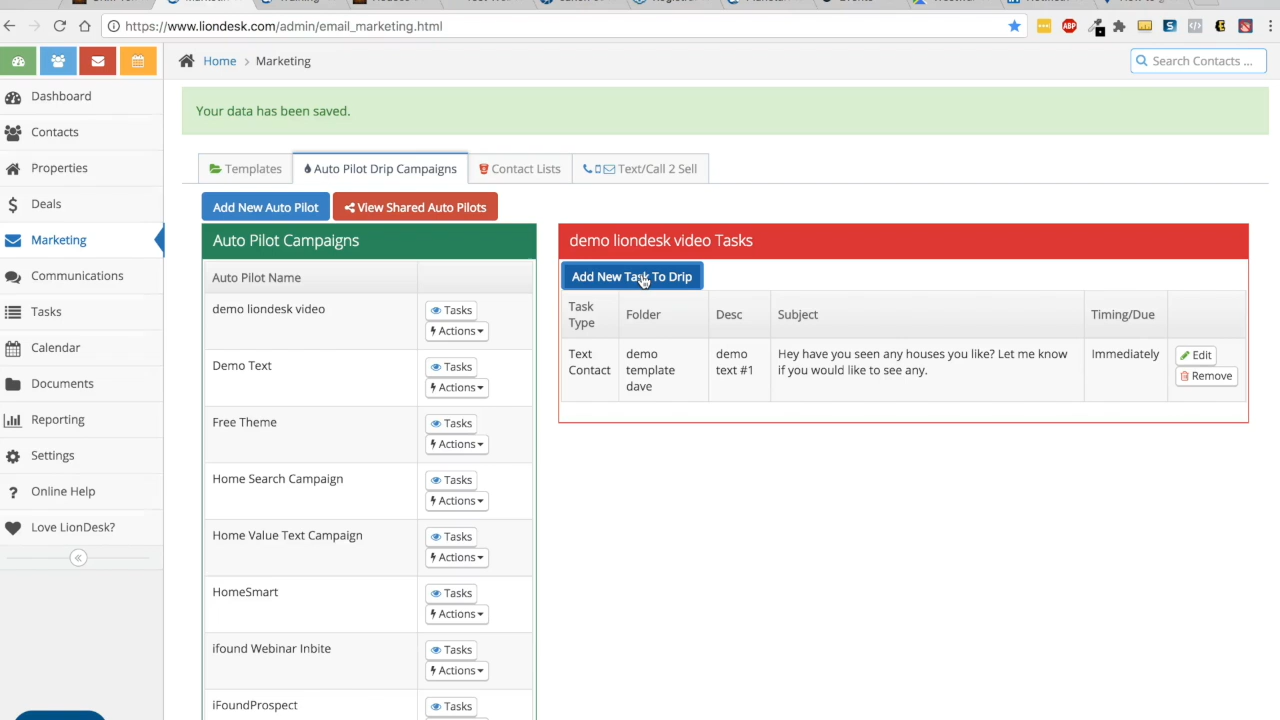 https://www.liondesk.com/admin/email_marketing.html
ABP
Home > Marketing
Search Contacts ...
Dashboard
Contacts
Properties
Deals
Marketing
Communications
Tasks
Calendar
Documents
Reporting
Settings
Online Help
Love LionDesk?
Your data has been saved.
Templates
Auto Pilot Drip Campaigns
Contact Lists
Text/Call 2 Sell
Add New Auto Pilot
View Shared Auto Pilots
Auto Pilot Campaigns
Auto Pilot Name
demo liondesk video
Tasks
Actions
Demo Text
Tasks
Actions
Free Theme
Tasks
Actions
Home Search Campaign
Tasks
Actions
Home Value Text Campaign
Tasks
Actions
HomeSmart
Tasks
Actions
ifound Webinar Inbite
Tasks
Actions
iFoundProspect
Tasks
demo liondesk video Tasks
Add New Task To Drip
Task
Type
Folder
Desc
Subject
Timing/Due
Text
Contact
demo
template
dave
demo
text #1
Hey have you seen any houses you like? Let me know
if you would like to see any.
Immediately
Edit
Remove